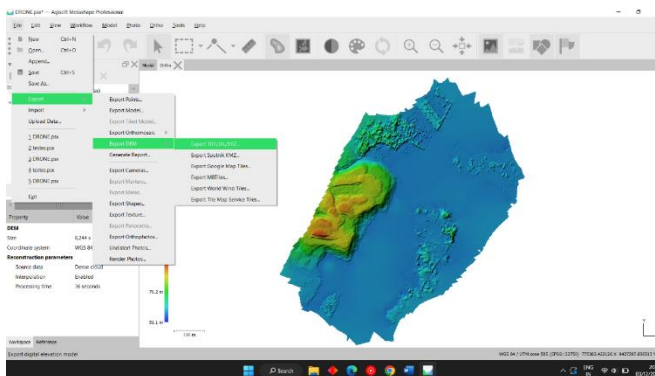 DRONE.psx* — Agisoft Metashape Professional
File Edit View Workflow Model Photo Ortho Tools Help
New Ctrl+N
Open... Ctrl+O
Append...
Save Ctrl+S
Save As...
Export
Import
Upload Data...
1 DRONE.psx
2 testes.psx
3 DRONE.psx
4 testes.psx
5 DRONE.psx
Exit
Export Points...
Export Model...
Export Tiled Model...
Export Orthomosaic
Export DEM
Generate Report...
Export Cameras...
Export Markers...
Export Masks...
Export Shapes...
Export Texture...
Export Panorama...
Export Orthophotos...
Undistort Photos...
Render Photos...
Export TIFF/BIL/XYZ...
Export Sputnik KMZ...
Export Google Map Tiles...
Export MBTiles...
Export World Wind Tiles...
Export Tile Map Service Tiles...
Model Ortho
Property Value
DEM
Size
Coordinate system WGS 84
Reconstruction parameters
Source data Dense cloud
Interpolation Enabled
Processing time 36 seconds
Workspace Reference
Export digital elevation model
Search
ENG
IN